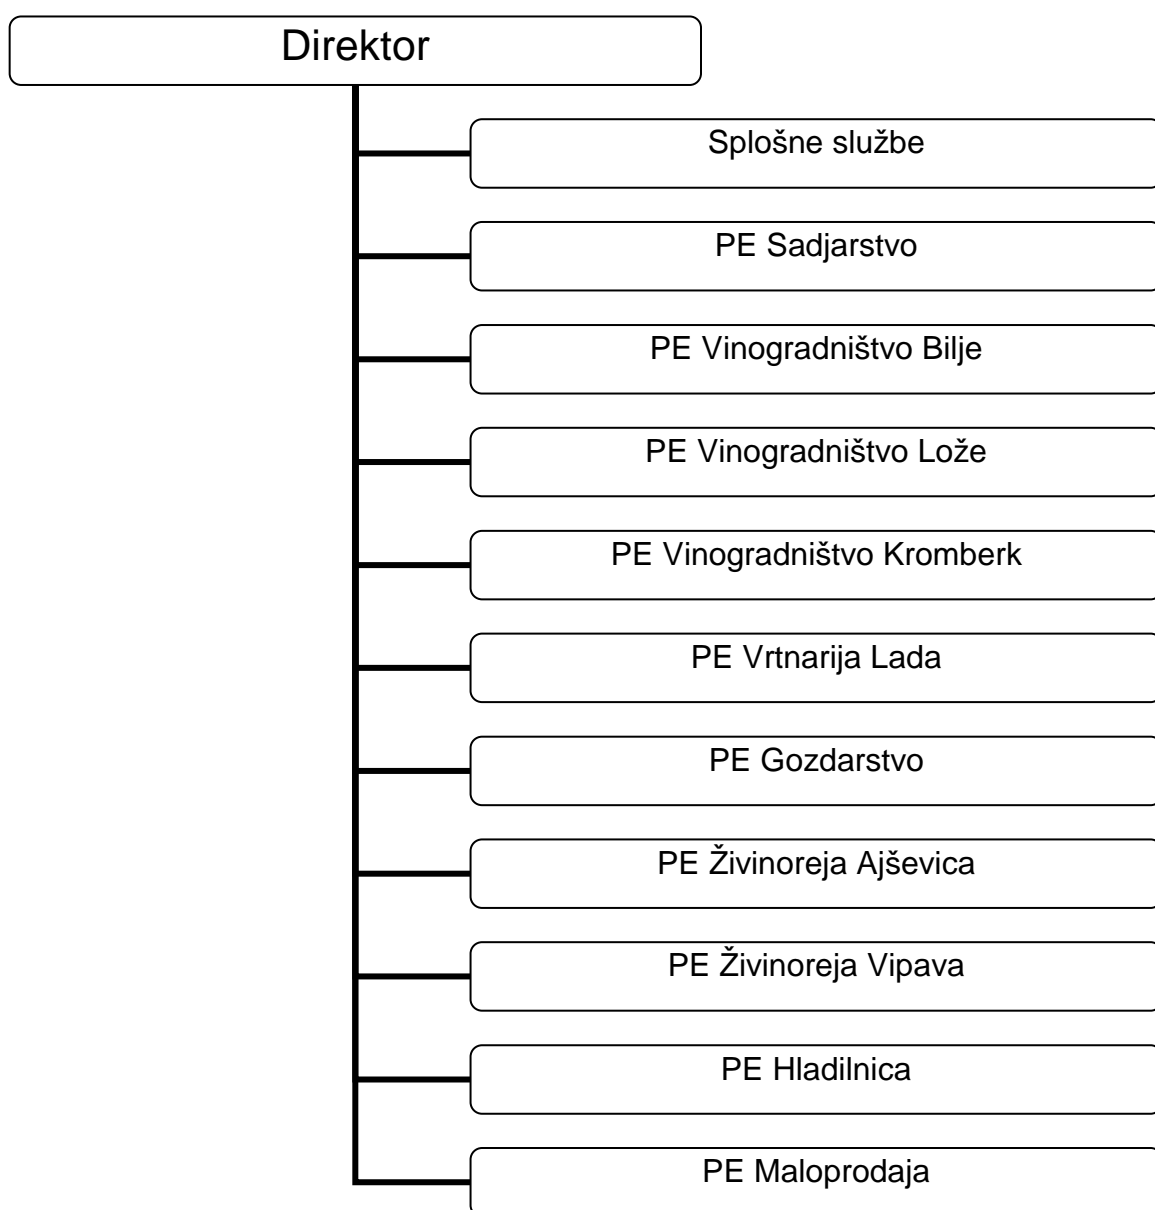 Direktor
Splošne službe
PE Sadjarstvo
PE Vinogradništvo Bilje
PE Vinogradništvo Lože
PE Vinogradništvo Kromberk
PE Vrtnarija Lada
PE Gozdarstvo
PE Živinoreja Ajševica
PE Živinoreja Vipava
PE Hladilnica
PE Maloprodaja